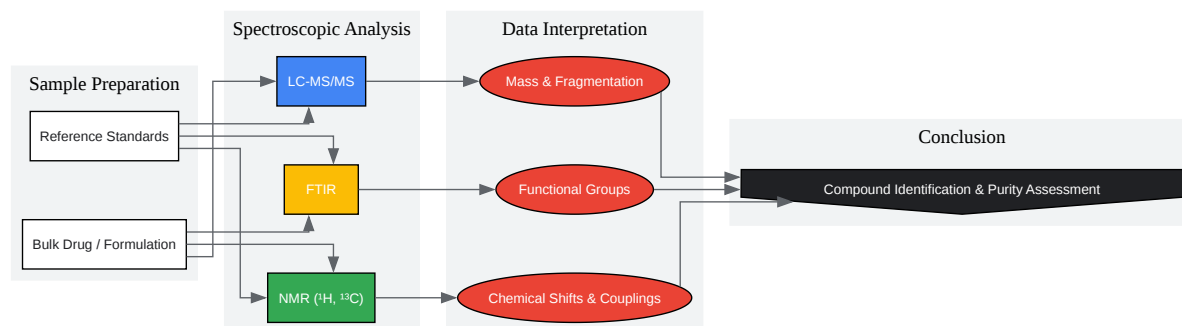 Sample Preparation
Reference Standards
Bulk Drug / Formulation
Spectroscopic Analysis
LC-MS/MS
FTIR
NMR (¹H, ¹³C)
Data Interpretation
Mass & Fragmentation
Functional Groups
Chemical Shifts & Couplings
Conclusion
Compound Identification & Purity Assessment